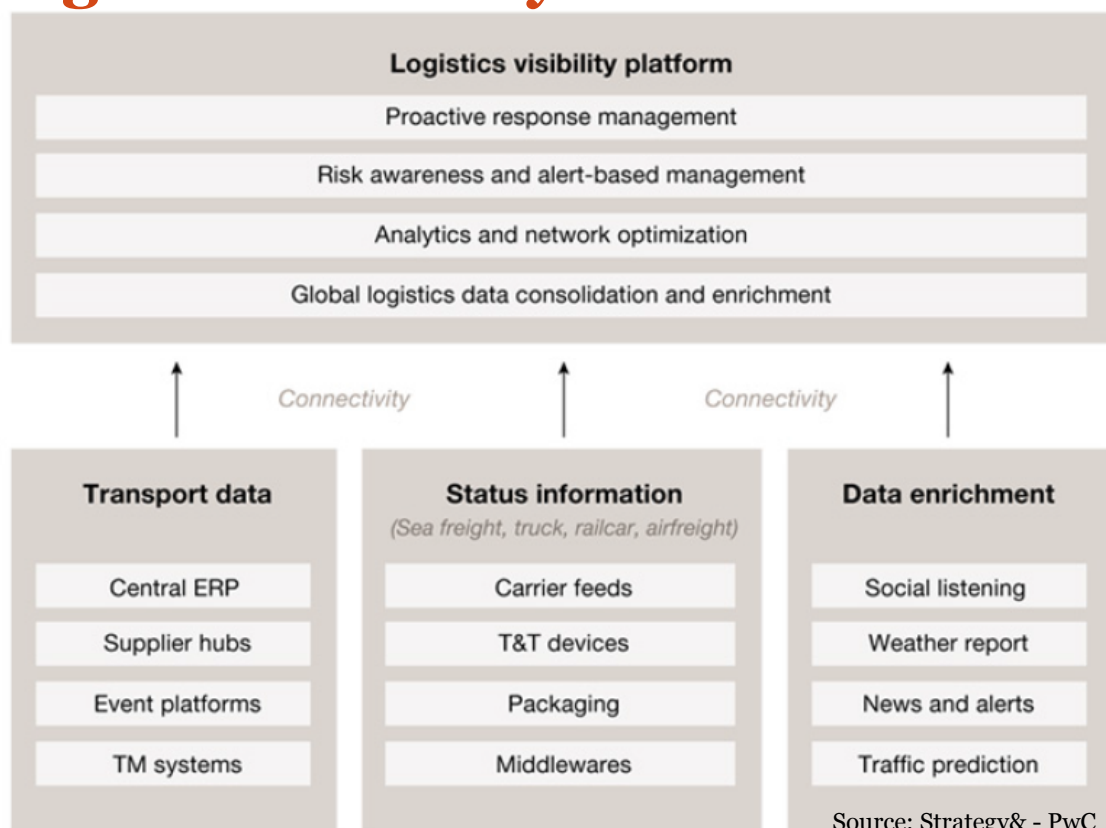 Logistics visibility platform
Proactive response management
Risk awareness and alert-based management
Analytics and network optimization
Global logistics data consolidation and enrichment
Connectivity
Connectivity
Transport data
Central ERP
Supplier hubs
Event platforms
TM systems
Status information
(Sea freight, truck, railcar, airfreight)
Carrier feeds
T&T devices
Packaging
Middlewares
Data enrichment
Social listening
Weather report
News and alerts
Traffic prediction
Source: Strategy& - PwC